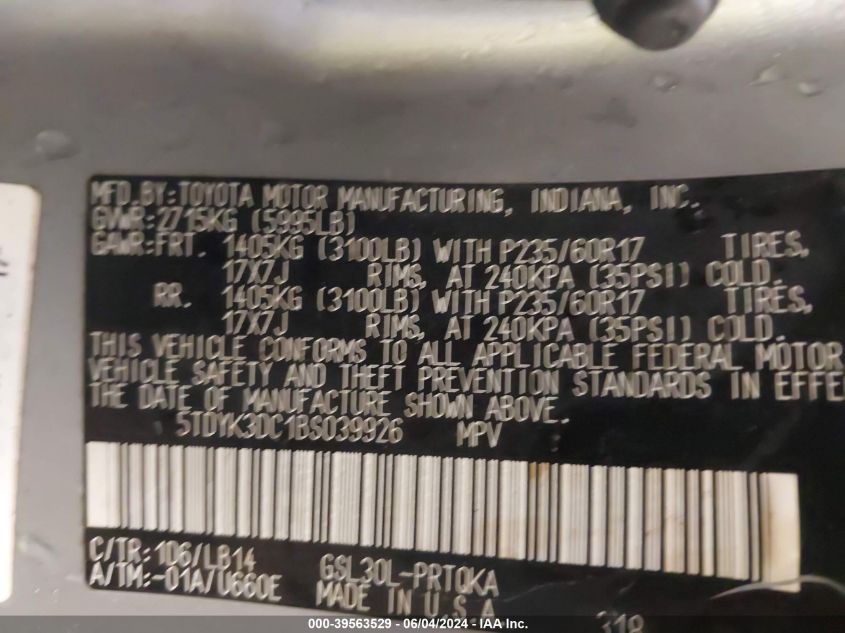 MFD.BY:TOYOTA MOTOR MANUFACTURING, INDIANA, INC.
GVWR:2715KG (5995LB)
GAWR:FRT. 1405KG (3100LB) WITH P235/60R17 TIRES,
17X7J RIMS, AT 240KPA (35PSI) COLD.
RR. 1405KG (3100LB) WITH P235/60R17 TIRES,
17X7J RIMS, AT 240KPA (35PSI) COLD.
THIS VEHICLE CONFORMS TO ALL APPLICABLE FEDERAL MOTOR
VEHICLE SAFETY AND THEFT PREVENTION STANDARDS IN EFFE
THE DATE OF MANUFACTURE SHOWN ABOVE.
5TDYK3DC1BS039926 MPV
C/TR:1D6/LB14 GSL30L-PRTQKA
A/TM:-01A/U660E MADE IN U.S.A
318
000-39563529 - 06/04/2024 - IAA Inc.